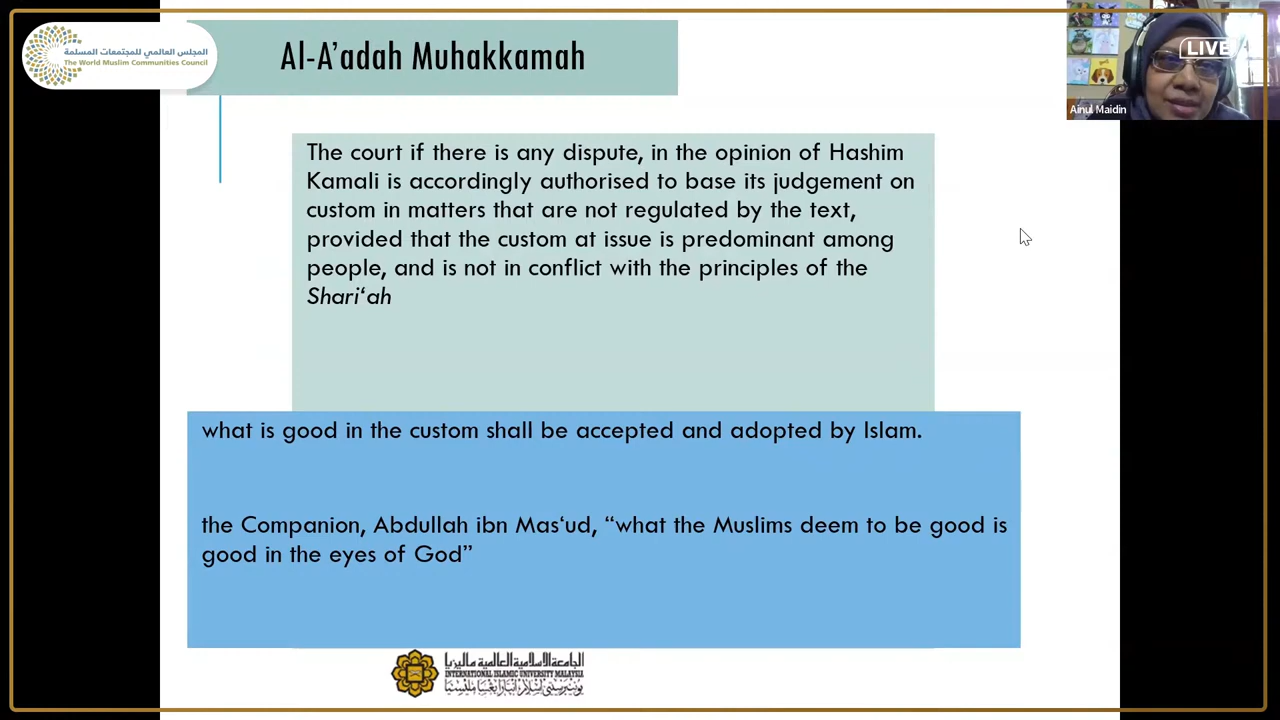 المجلس العالمي للمجتمعات المسلمة
The World Muslim Communities Council
Al-A’adah Muhakkamah
LIVE
Ainul Maidin
The court if there is any dispute, in the opinion of Hashim
Kamali is accordingly authorised to base its judgement on
custom in matters that are not regulated by the text,
provided that the custom at issue is predominant among
people, and is not in conflict with the principles of the
Shari‘ah
what is good in the custom shall be accepted and adopted by Islam.
the Companion, Abdullah ibn Mas‘ud, “what the Muslims deem to be good is
good in the eyes of God”
الجامعة الاسلامية العالمية ماليزيا
INTERNATIONAL ISLAMIC UNIVERSITY MALAYSIA